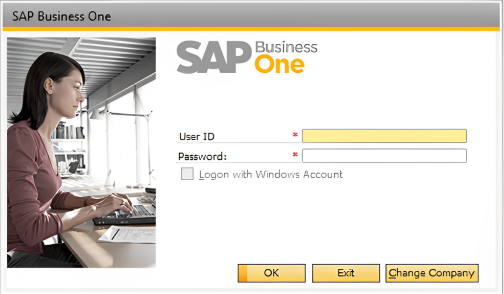 SAP Business One
SAP Business One
User ID *
Password: *
Logon with Windows Account
OK Exit Change Company